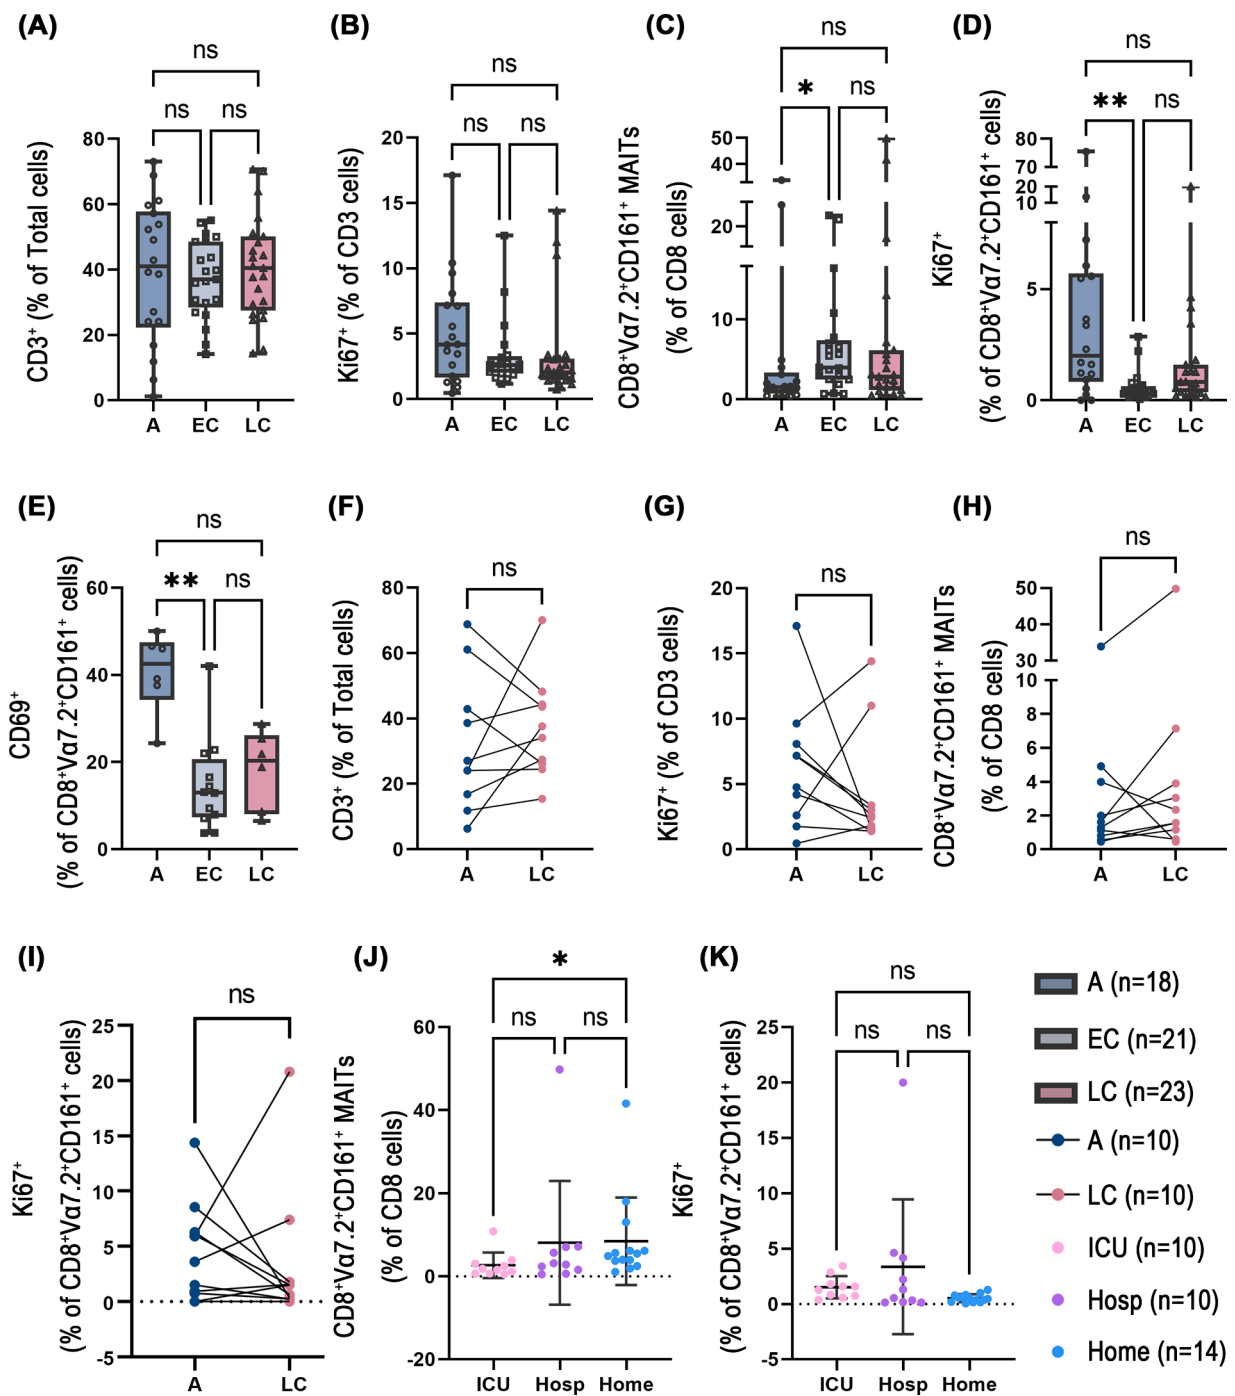 (A)
ns
ns
ns
CD3⁺ (% of Total cells)
80
60
40
20
0
A
EC
LC
(B)
ns
ns
ns
Ki67⁺ (% of CD3 cells)
20
15
10
5
0
A
EC
LC
(C)
ns
*
ns
CD8⁺Vα7.2⁺CD161⁺ MAITs
(% of CD8 cells)
50
40
20
10
0
A
EC
LC
(D)
ns
**
ns
Ki67⁺
(% of CD8⁺Vα7.2⁺CD161⁺ cells)
80
70
20
10
5
0
A
EC
LC
(E)
ns
**
ns
CD69⁺
(% of CD8⁺Vα7.2⁺CD161⁺ cells)
60
40
20
0
A
EC
LC
(F)
ns
CD3⁺ (% of Total cells)
80
60
40
20
0
A
LC
(G)
ns
Ki67⁺ (% of CD3 cells)
20
15
10
5
0
A
LC
(H)
ns
CD8⁺Vα7.2⁺CD161⁺ MAITs
(% of CD8 cells)
50
40
30
10
8
6
4
2
0
A
LC
(I)
ns
Ki67⁺
(% of CD8⁺Vα7.2⁺CD161⁺ cells)
25
20
15
10
5
0
-5
A
LC
(J)
*
ns
ns
CD8⁺Vα7.2⁺CD161⁺ MAITs
(% of CD8 cells)
60
40
20
0
-20
ICU
Hosp
Home
(K)
ns
ns
ns
Ki67⁺
(% of CD8⁺Vα7.2⁺CD161⁺ cells)
25
20
15
10
5
0
-5
ICU
Hosp
Home
A (n=18)
EC (n=21)
LC (n=23)
A (n=10)
LC (n=10)
ICU (n=10)
Hosp (n=10)
Home (n=14)